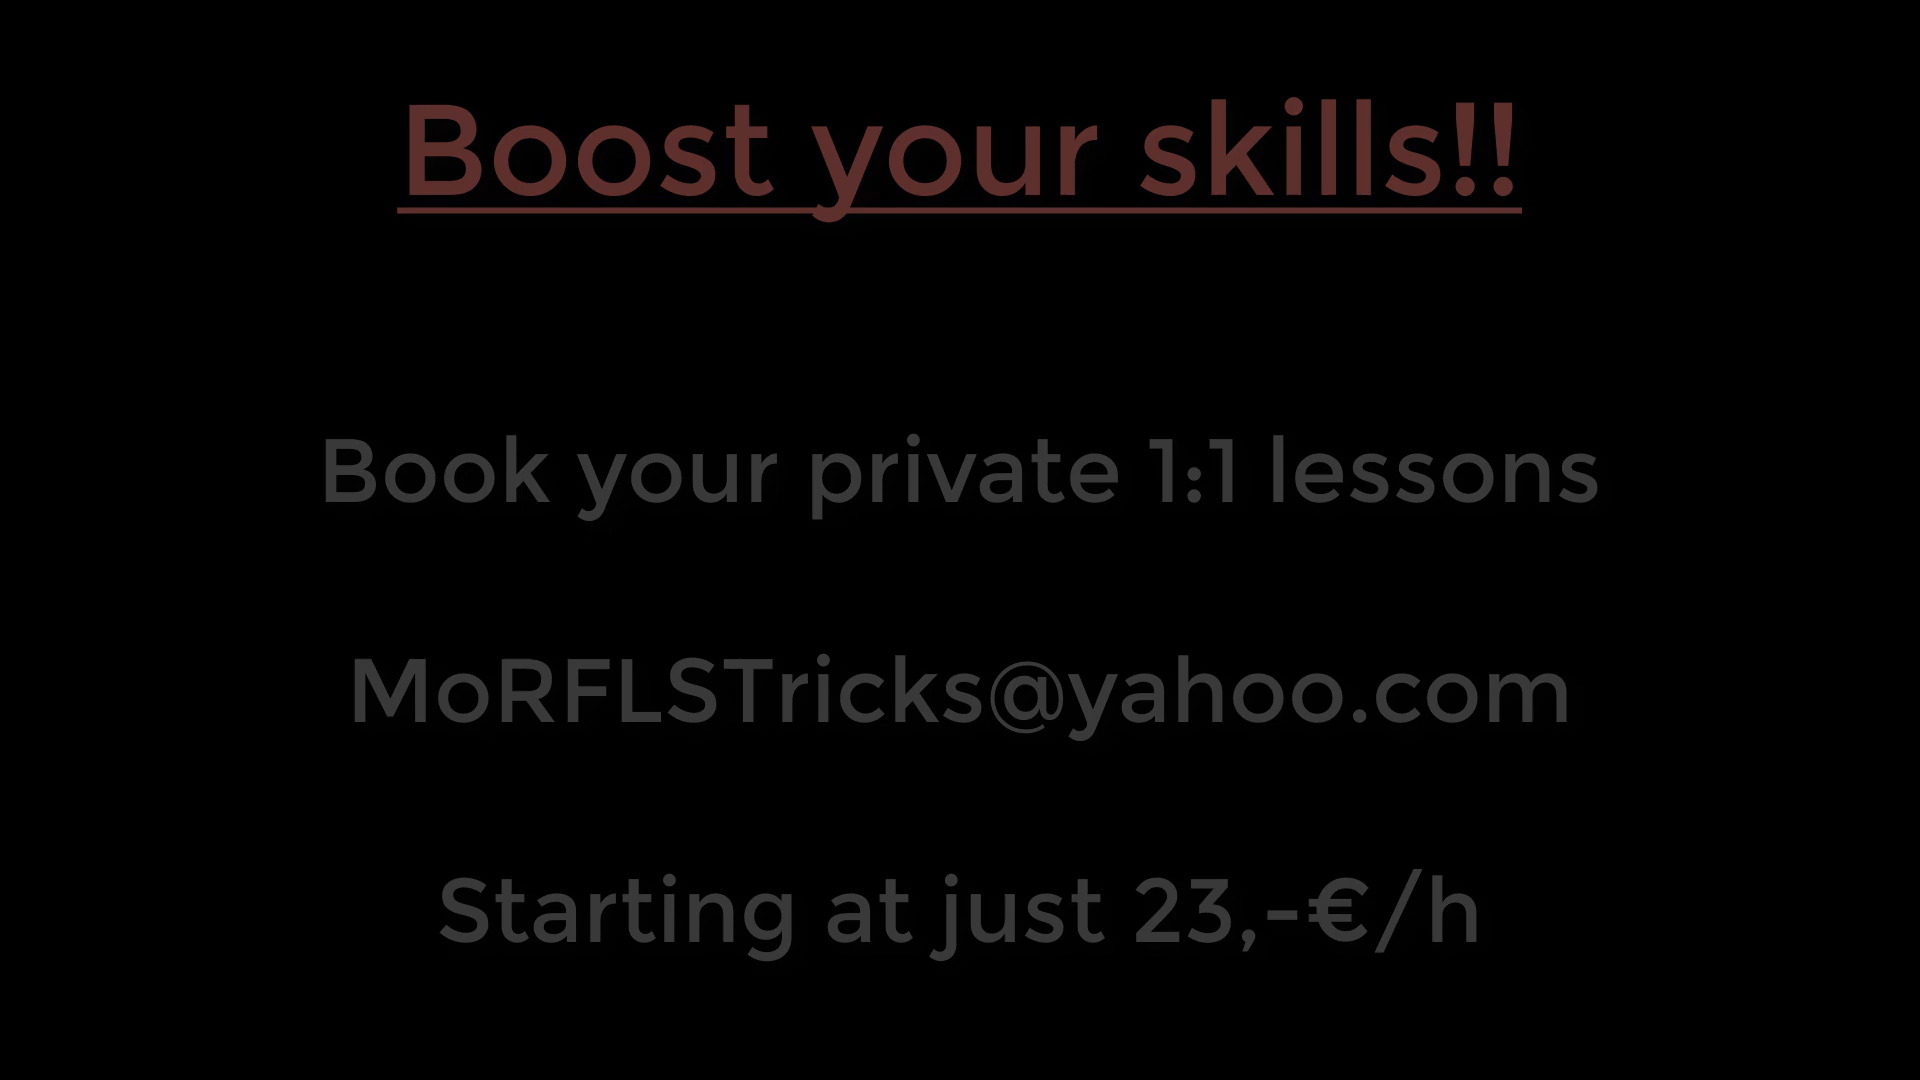 Boost your skills!!
Book your private 1:1 lessons
MoRFLSTricks@yahoo.com
Starting at just 23,-€/h